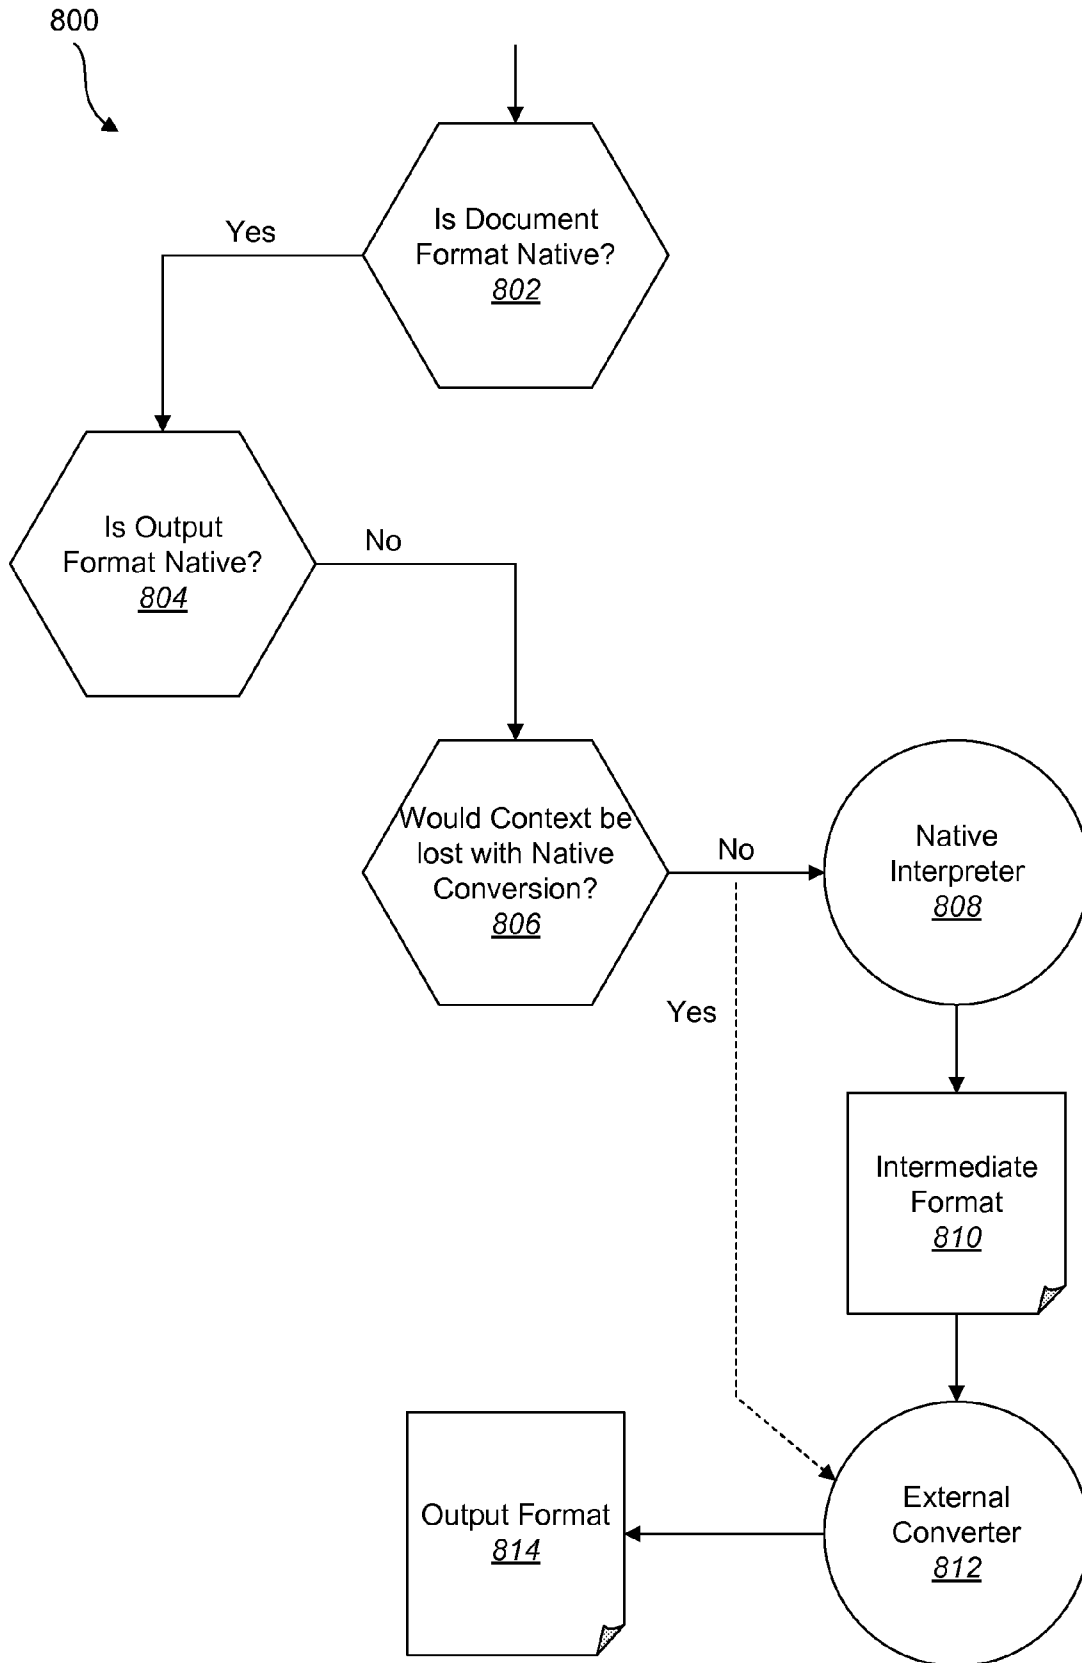 800
Is Document
Format Native?
802
Yes
Is Output
Format Native?
804
No
Would Context be
lost with Native
Conversion?
806
No
Native
Interpreter
808
Yes
Intermediate
Format
810
Output Format
814
External
Converter
812